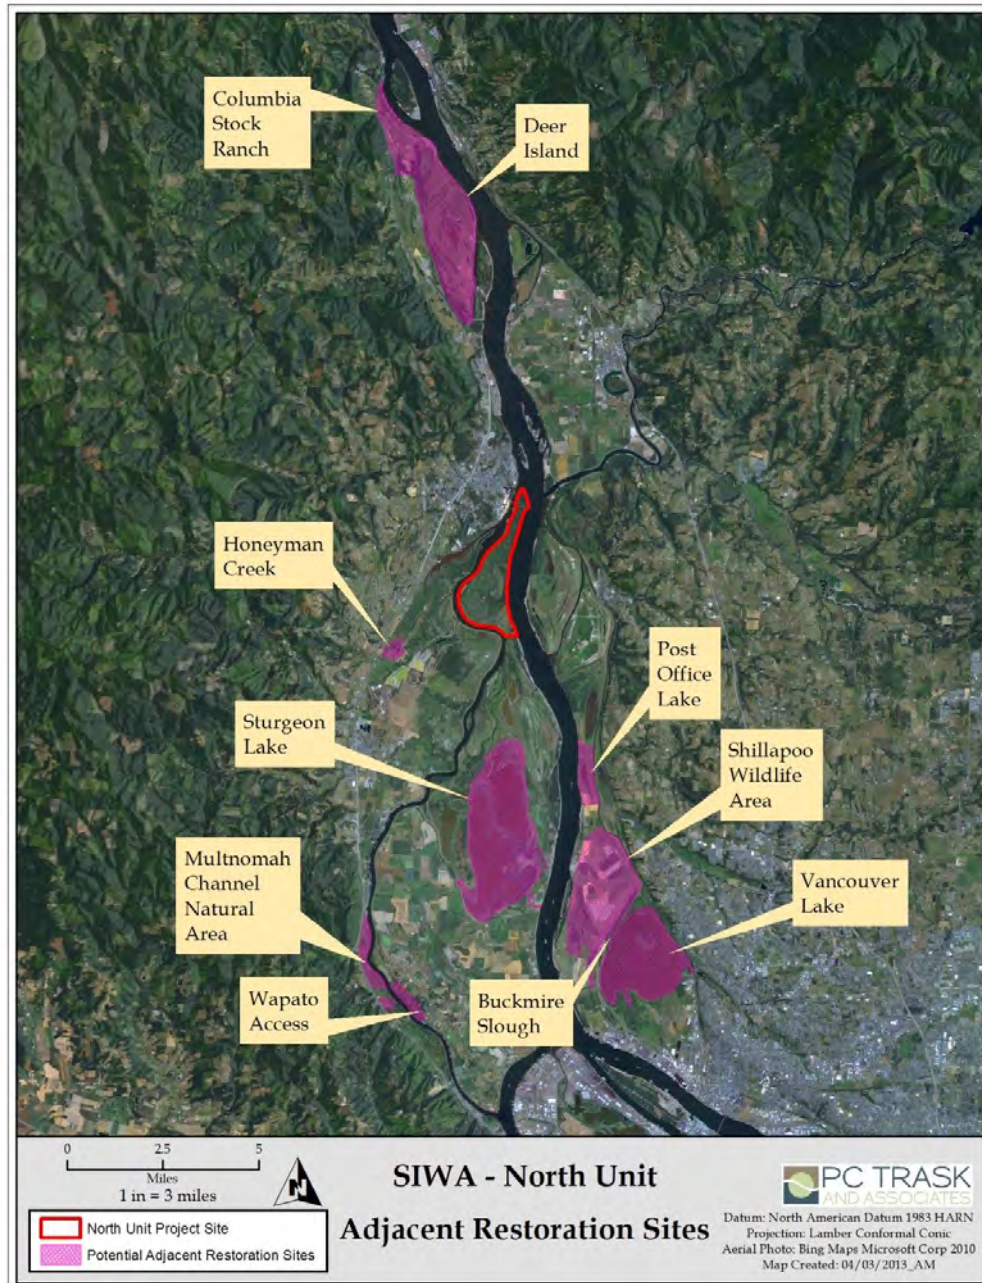 Columbia
Stock
Ranch
Deer
Island
Honeyman
Creek
Sturgeon
Lake
Post
Office
Lake
Shillapoo
Wildlife
Area
Multnomah
Channel
Natural
Area
Vancouver
Lake
Wapato
Access
Buckmire
Slough
0 2.5 5
Miles
1 in = 3 miles
N
North Unit Project Site
Potential Adjacent Restoration Sites
SIWA - North Unit
Adjacent Restoration Sites
PC TRASK
AND ASSOCIATES
Datum: North American Datum 1983 HARN
Projection: Lamber Conformal Conic
Aerial Photo: Bing Maps Microsoft Corp 2010
Map Created: 04/03/2013_AM